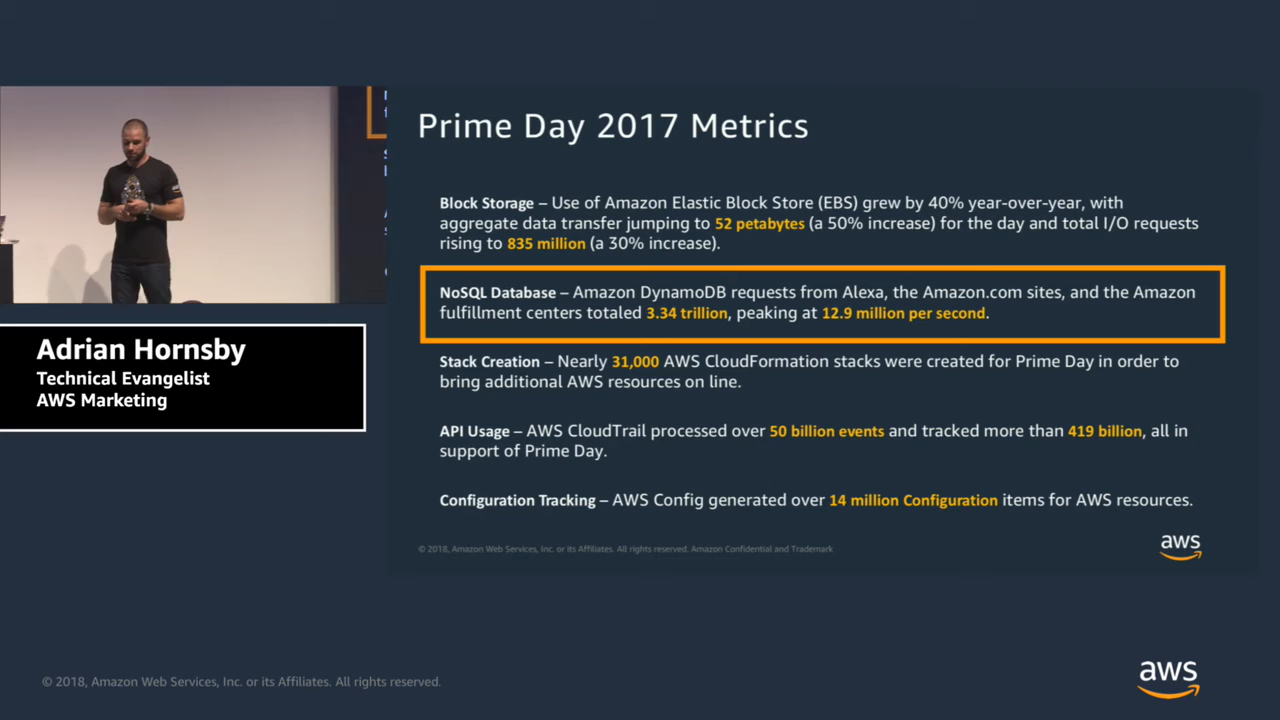 Prime Day 2017 Metrics
Block Storage – Use of Amazon Elastic Block Store (EBS) grew by 40% year-over-year, with
aggregate data transfer jumping to 52 petabytes (a 50% increase) for the day and total I/O requests
rising to 835 million (a 30% increase).
NoSQL Database – Amazon DynamoDB requests from Alexa, the Amazon.com sites, and the Amazon
fulfillment centers totaled 3.34 trillion, peaking at 12.9 million per second.
Stack Creation – Nearly 31,000 AWS CloudFormation stacks were created for Prime Day in order to
bring additional AWS resources on line.
API Usage – AWS CloudTrail processed over 50 billion events and tracked more than 419 billion, all in
support of Prime Day.
Configuration Tracking – AWS Config generated over 14 million Configuration items for AWS resources.
© 2018, Amazon Web Services, Inc. or its Affiliates. All rights reserved. Amazon Confidential and Trademark
aws
Adrian Hornsby
Technical Evangelist
AWS Marketing
© 2018, Amazon Web Services, Inc. or its Affiliates. All rights reserved.
aws